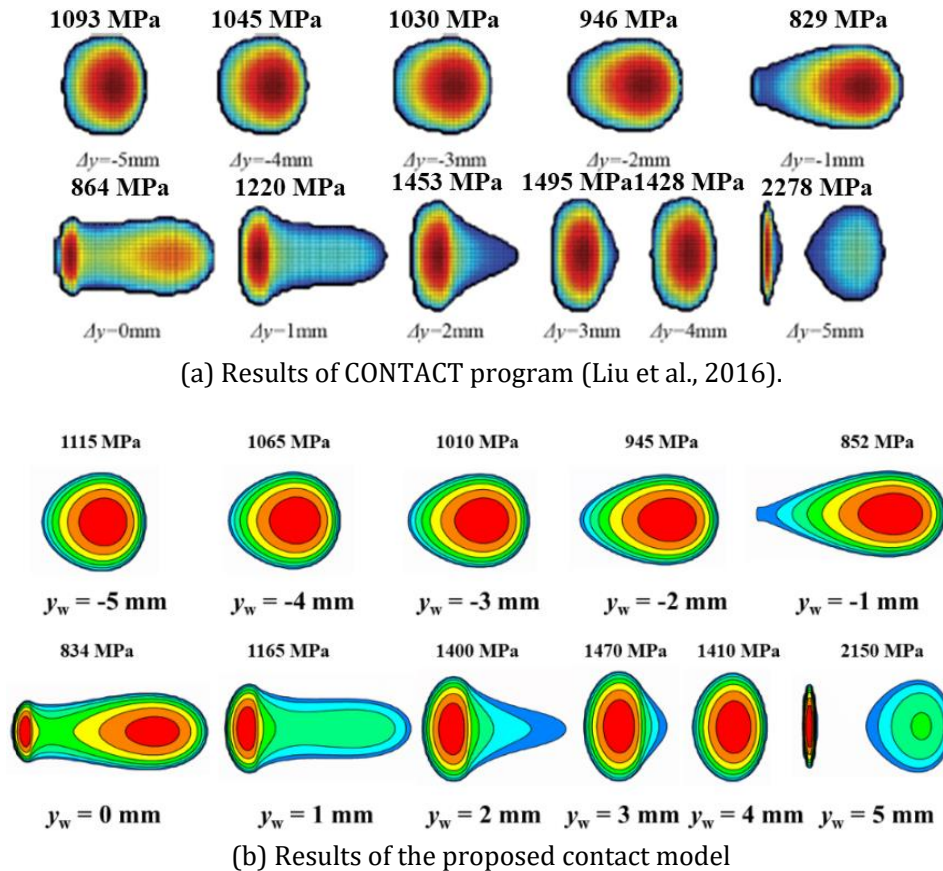 1093 MPa 1045 MPa 1030 MPa 946 MPa 829 MPa
Δy=-5mm Δy=-4mm Δy=-3mm Δy=-2mm Δy=-1mm
864 MPa 1220 MPa 1453 MPa 1495 MPa 1428 MPa 2278 MPa
Δy=0mm Δy=1mm Δy=2mm Δy=3mm Δy=4mm Δy=5mm
(a) Results of CONTACT program (Liu et al., 2016).
1115 MPa 1065 MPa 1010 MPa 945 MPa 852 MPa
yw = -5 mm yw = -4 mm yw = -3 mm yw = -2 mm yw = -1 mm
834 MPa 1165 MPa 1400 MPa 1470 MPa 1410 MPa 2150 MPa
yw = 0 mm yw = 1 mm yw = 2 mm yw = 3 mm yw = 4 mm yw = 5 mm
(b) Results of the proposed contact model